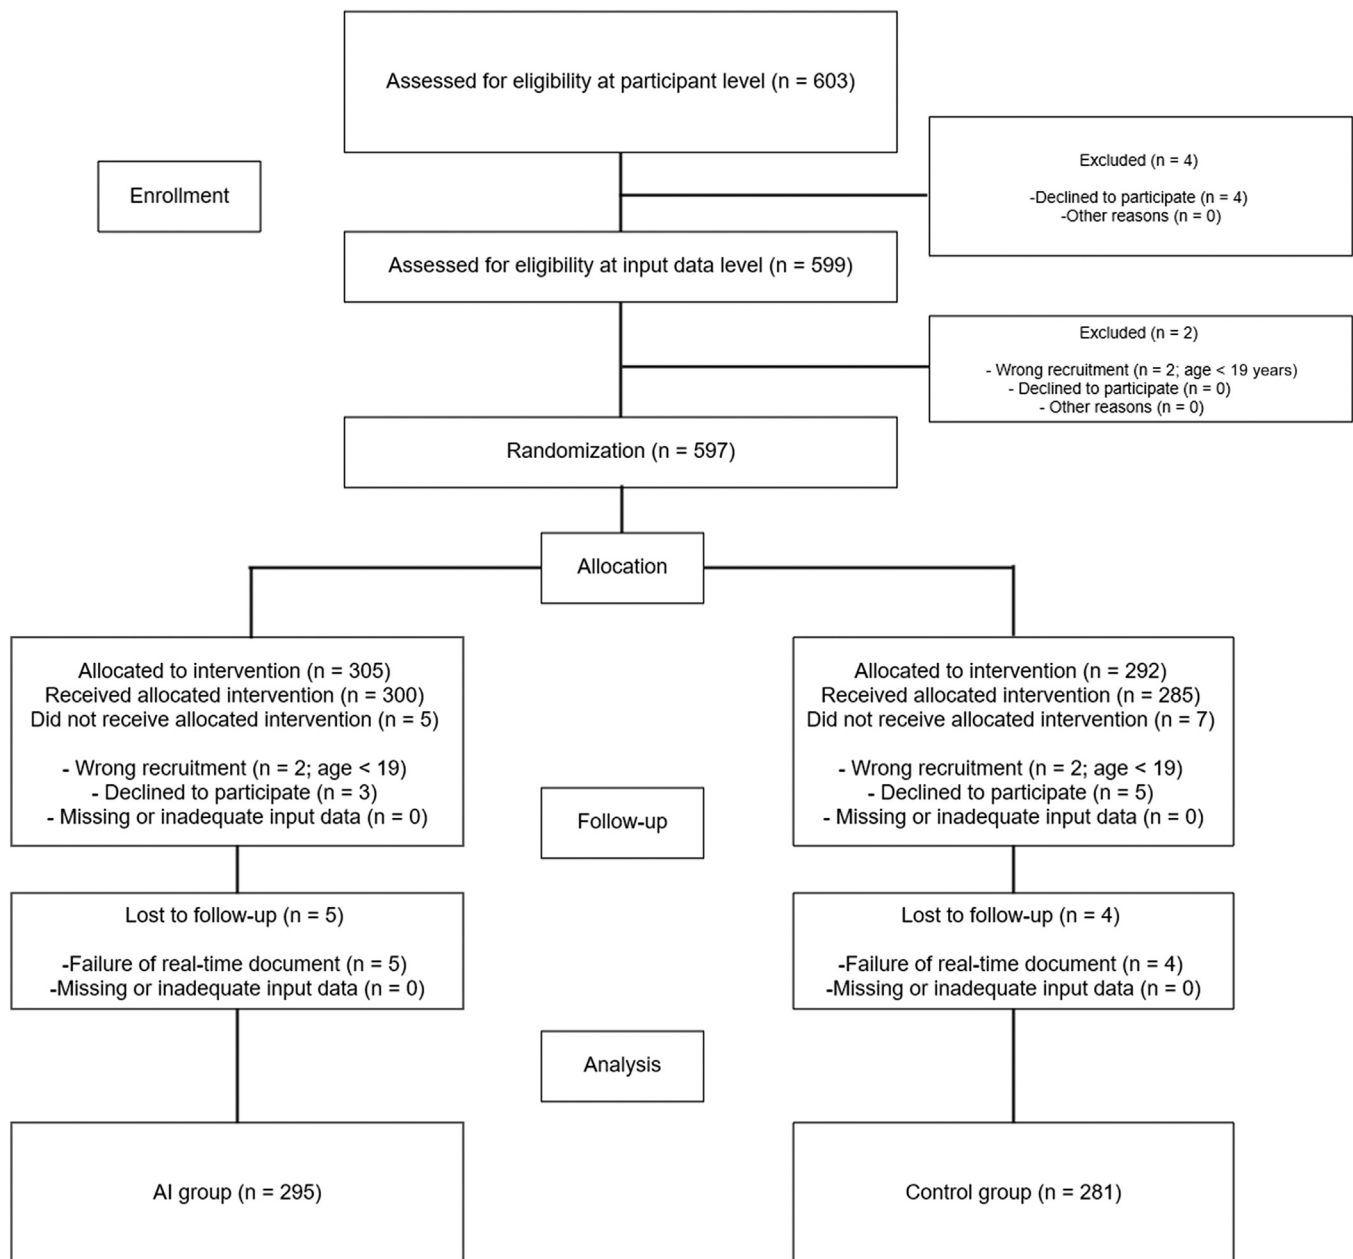 Assessed for eligibility at participant level (n = 603)
Enrollment
Excluded (n = 4)
-Declined to participate (n = 4)
-Other reasons (n = 0)
Assessed for eligibility at input data level (n = 599)
Excluded (n = 2)
- Wrong recruitment (n = 2; age < 19 years)
- Declined to participate (n = 0)
- Other reasons (n = 0)
Randomization (n = 597)
Allocation
Allocated to intervention (n = 305)
Received allocated intervention (n = 300)
Did not receive allocated intervention (n = 5)
- Wrong recruitment (n = 2; age < 19)
- Declined to participate (n = 3)
- Missing or inadequate input data (n = 0)
Allocated to intervention (n = 292)
Received allocated intervention (n = 285)
Did not receive allocated intervention (n = 7)
- Wrong recruitment (n = 2; age < 19)
- Declined to participate (n = 5)
- Missing or inadequate input data (n = 0)
Follow-up
Lost to follow-up (n = 5)
-Failure of real-time document (n = 5)
-Missing or inadequate input data (n = 0)
Lost to follow-up (n = 4)
-Failure of real-time document (n = 4)
-Missing or inadequate input data (n = 0)
Analysis
AI group (n = 295)
Control group (n = 281)